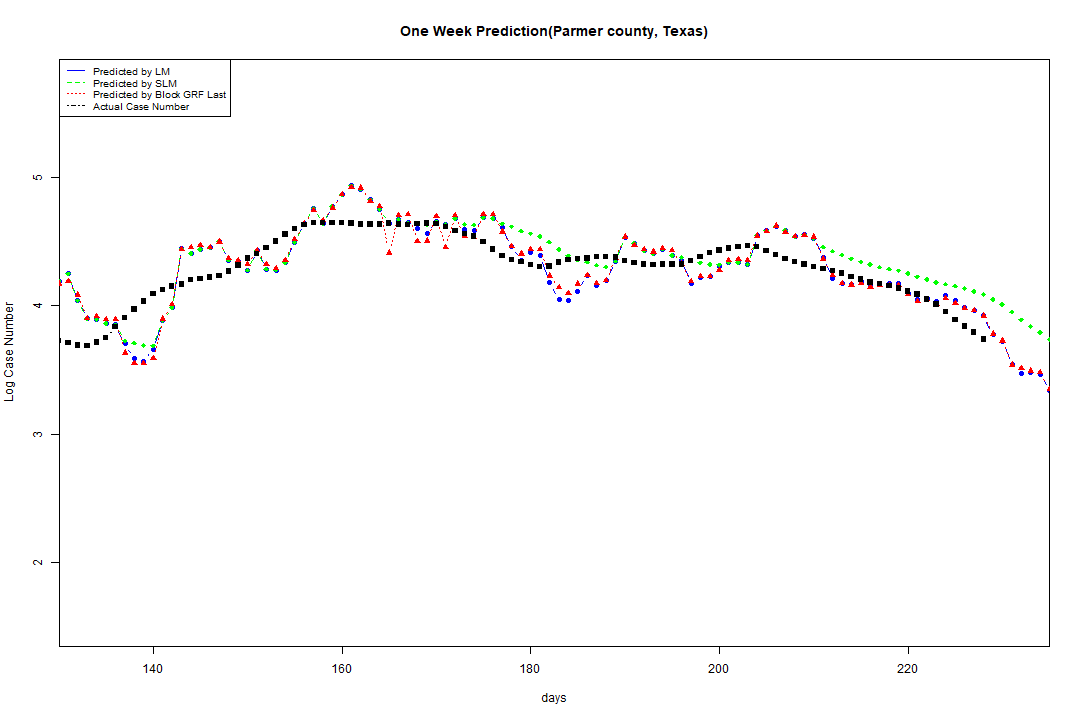 One Week Prediction(Parmer county, Texas)
Predicted by LM
Predicted by SLM
Predicted by Block GRF Last
Actual Case Number
5
4
3
2
Log Case Number
140 160 180 200 220
days